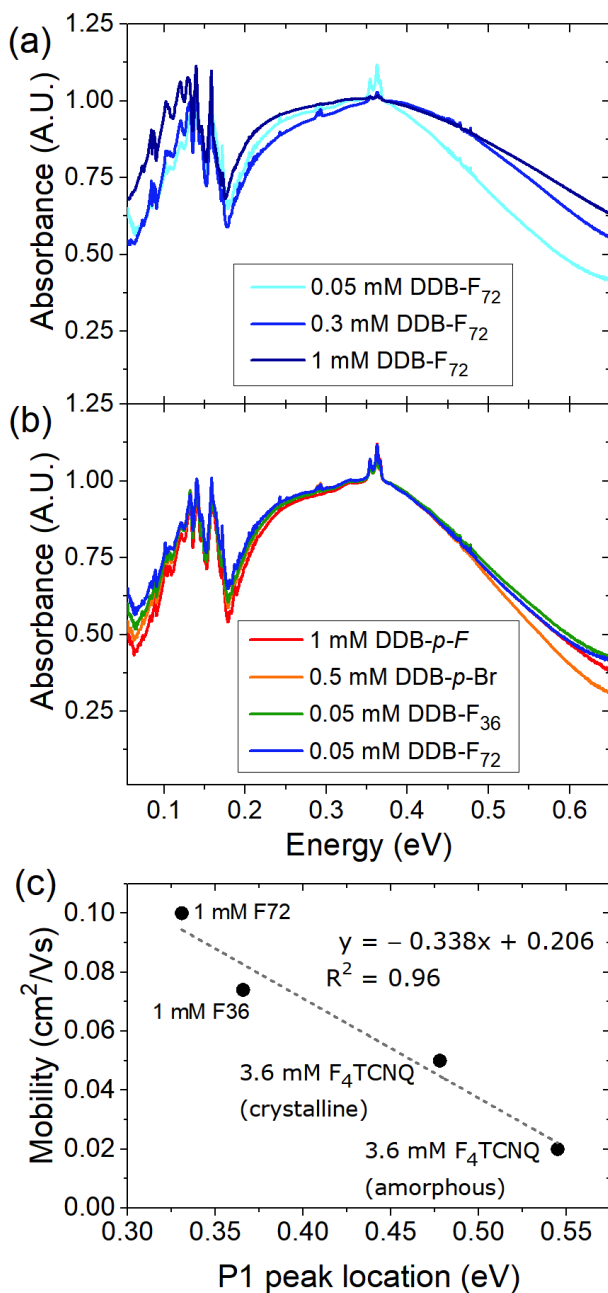 (a)
1.25
1.00
0.75
0.50
0.25
Absorbance (A.U.)
0.05 mM DDB-F72
0.3 mM DDB-F72
1 mM DDB-F72
(b)
1.25
1.00
0.75
0.50
0.25
Absorbance (A.U.)
1 mM DDB-p-F
0.5 mM DDB-p-Br
0.05 mM DDB-F36
0.05 mM DDB-F72
0.1 0.2 0.3 0.4 0.5 0.6
Energy (eV)
(c)
0.10
0.08
0.06
0.04
0.02
0.00
Mobility (cm²/Vs)
1 mM F72
y = – 0.338x + 0.206
R² = 0.96
1 mM F36
3.6 mM F₄TCNQ
(crystalline)
3.6 mM F₄TCNQ
(amorphous)
0.30 0.35 0.40 0.45 0.50 0.55
P1 peak location (eV)